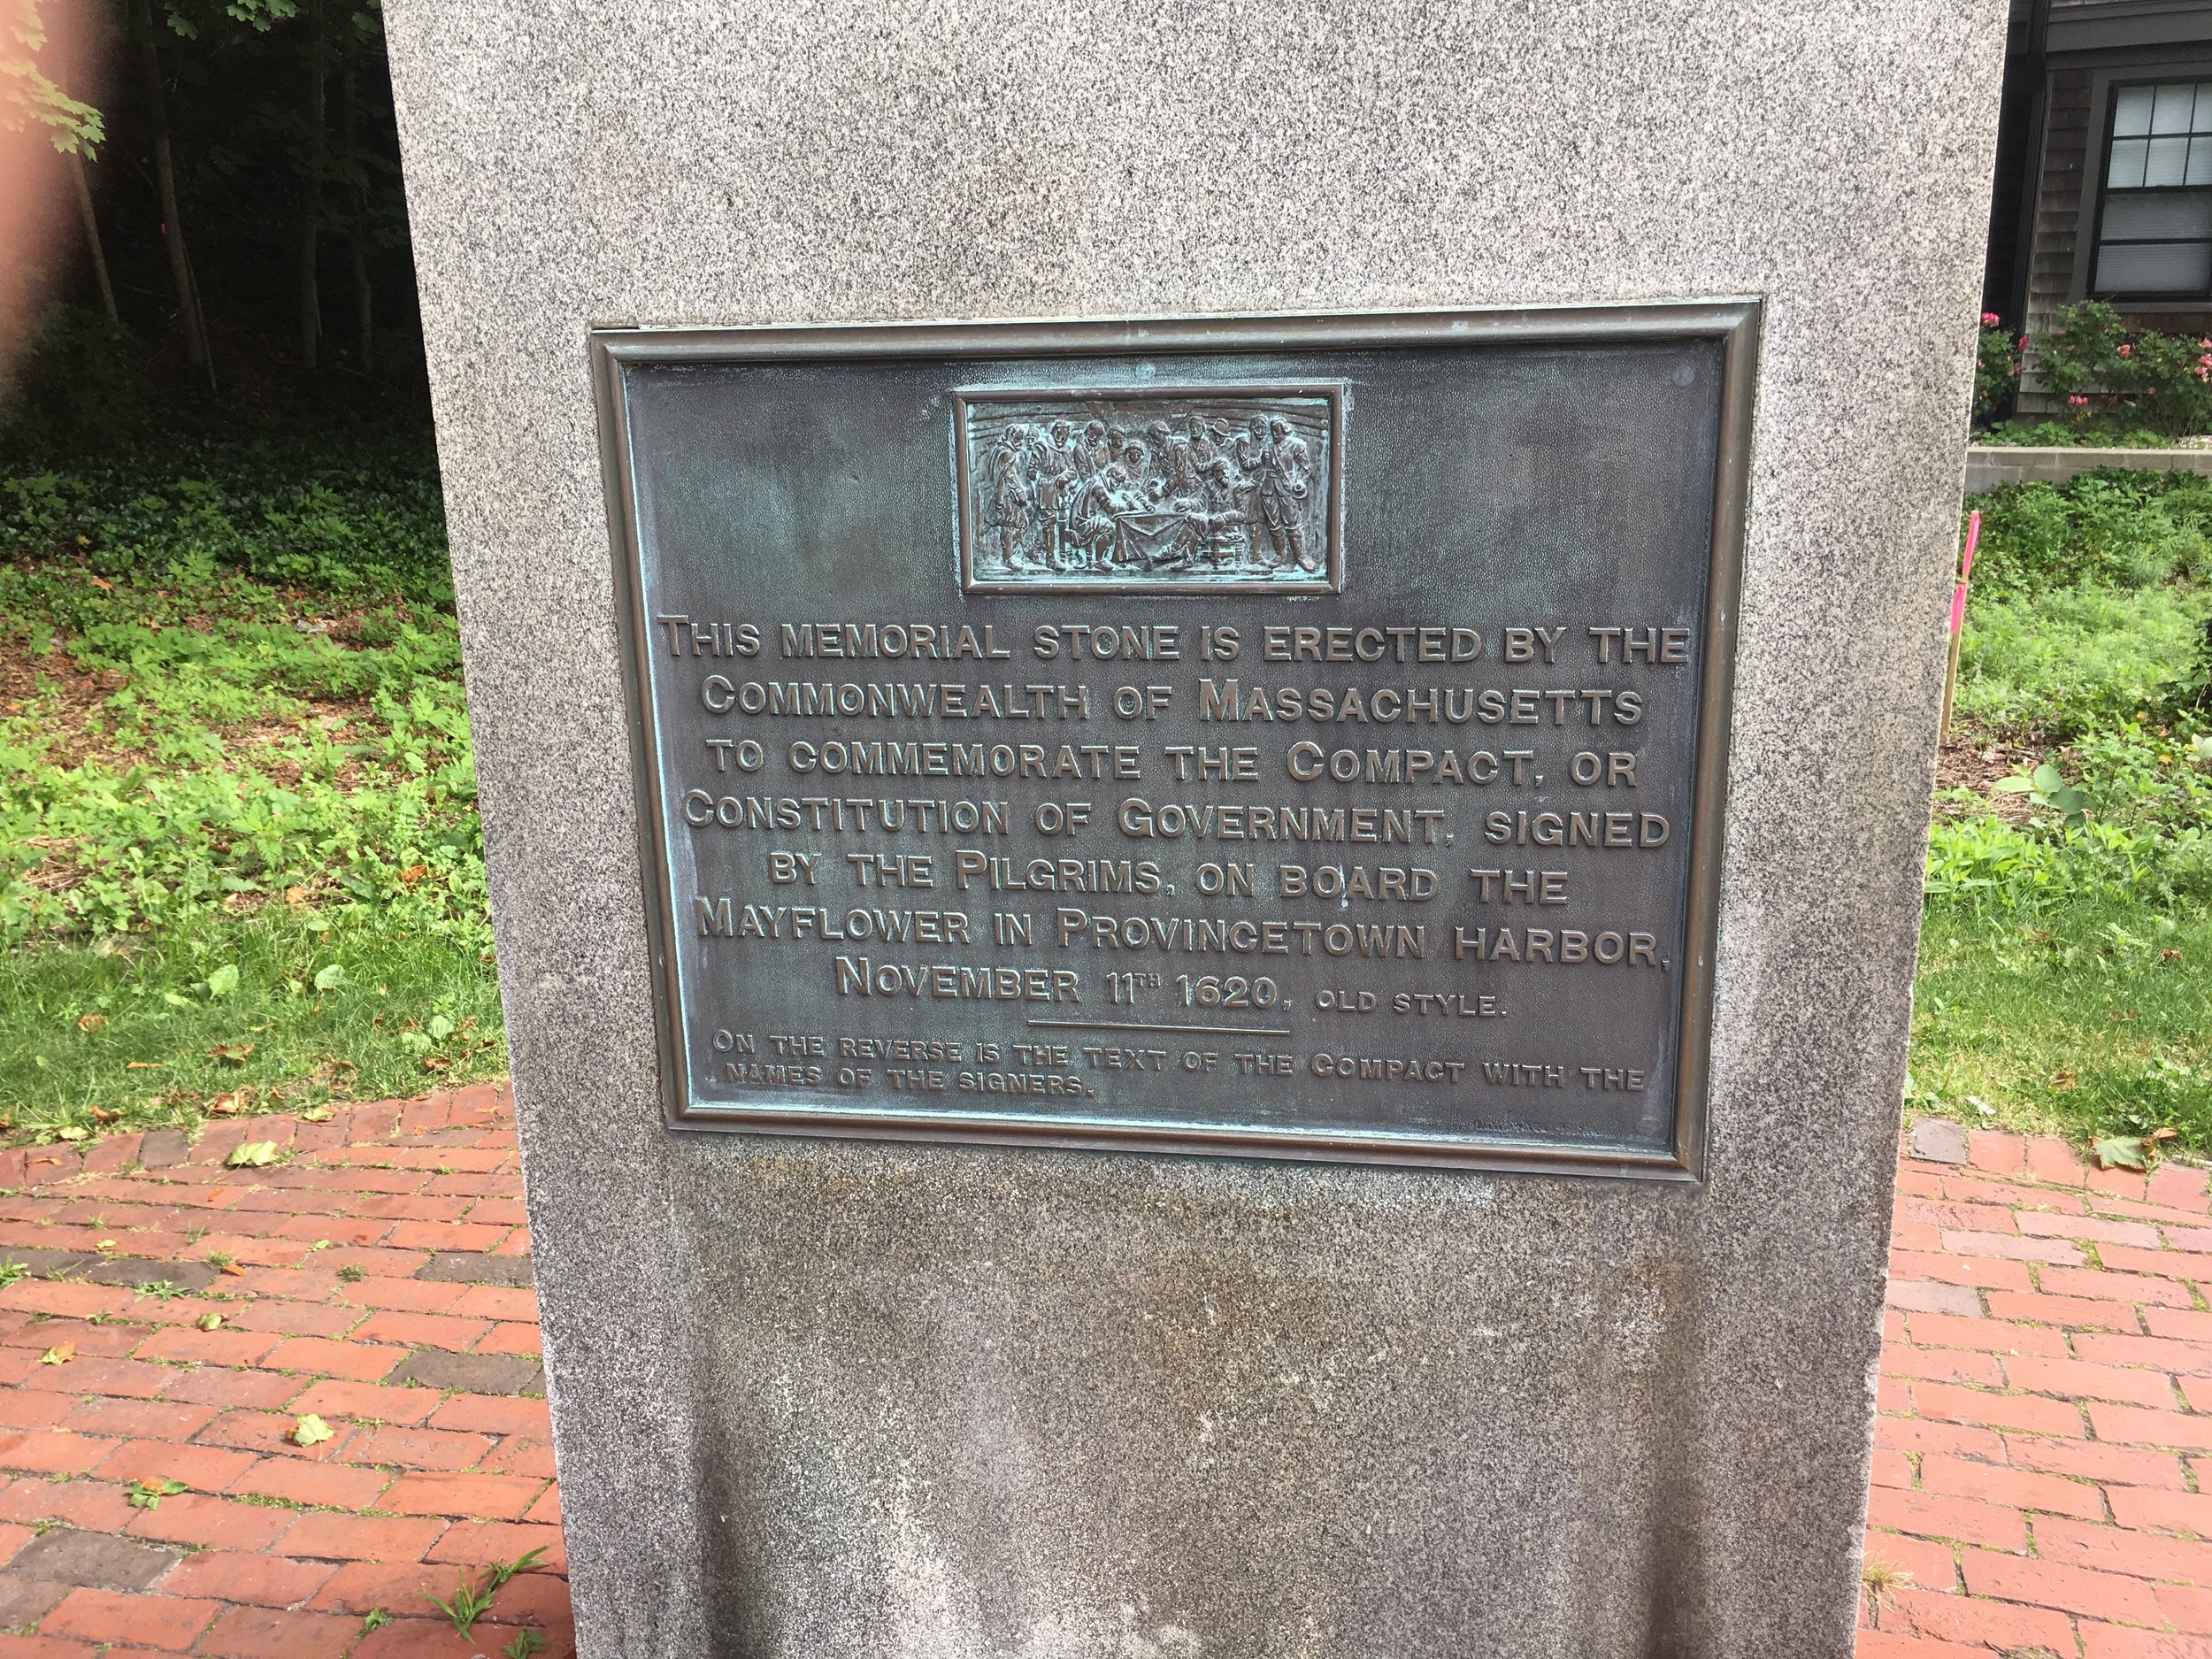 THIS MEMORIAL STONE IS ERECTED BY THE
COMMONWEALTH OF MASSACHUSETTS
TO COMMEMORATE THE COMPACT, OR
CONSTITUTION OF GOVERNMENT, SIGNED
BY THE PILGRIMS, ON BOARD THE
MAYFLOWER IN PROVINCETOWN HARBOR,
NOVEMBER 11TH 1620, OLD STYLE.
ON THE REVERSE IS THE TEXT OF THE COMPACT WITH THE
NAMES OF THE SIGNERS.